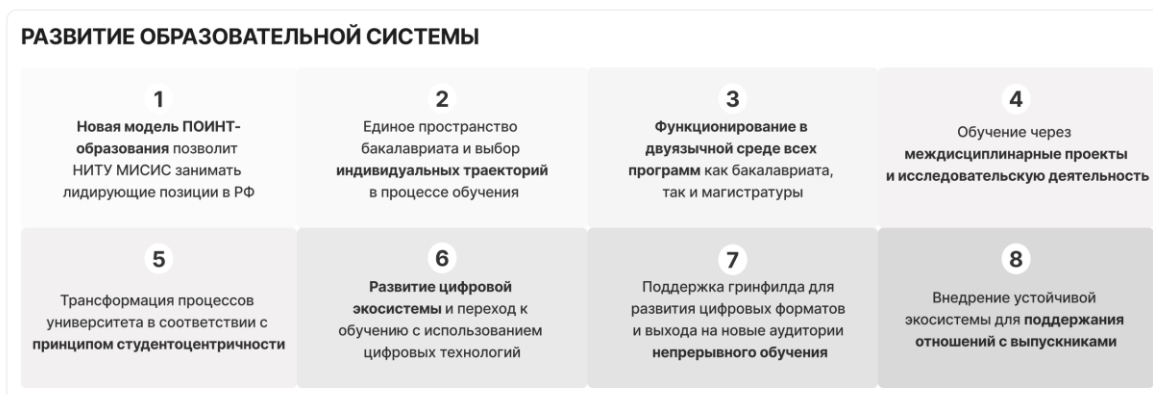 РАЗВИТИЕ ОБРАЗОВАТЕЛЬНОЙ СИСТЕМЫ
1
Новая модель ПОИНТ-
образования позволит
НИТУ МИСИС занимать
лидирующие позиции в РФ
2
Единое пространство
бакалавриата и выбор
индивидуальных траекторий
в процессе обучения
3
Функционирование в
двуязычной среде всех
программ как бакалавриата,
так и магистратуры
4
Обучение через
междисциплинарные проекты
и исследовательскую деятельность
5
Трансформация процессов
университета в соответствии с
принципом студентоцентричности
6
Развитие цифровой
экосистемы и переход к
обучению с использованием
цифровых технологий
7
Поддержка гринфилда для
развития цифровых форматов
и выхода на новые аудитории
непрерывного обучения
8
Внедрение устойчивой
экосистемы для поддержания
отношений с выпускниками